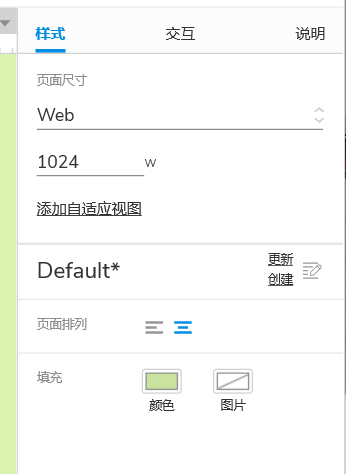 样式 交互 说明
页面尺寸
Web
1024 w
添加自适应视图
Default* 更新
创建
页面排列
填充
颜色 图片